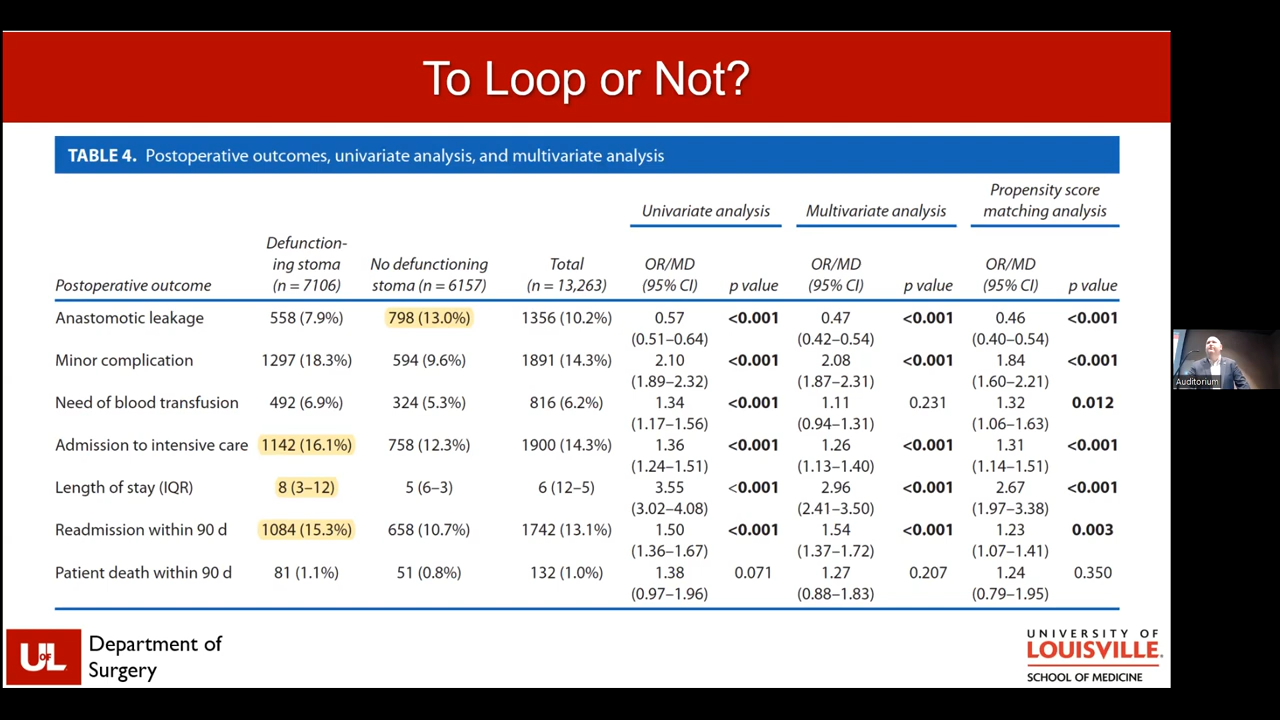 To Loop or Not?
TABLE 4. Postoperative outcomes, univariate analysis, and multivariate analysis
Propensity score
Univariate analysis Multivariate analysis matching analysis
Defunction-
ing stoma No defunctioning Total OR/MD OR/MD OR/MD
Postoperative outcome (n = 7106) stoma (n = 6157) (n = 13,263) (95% CI) p value (95% CI) p value (95% CI) p value
Anastomotic leakage 558 (7.9%) 798 (13.0%) 1356 (10.2%) 0.57 <0.001 0.47 <0.001 0.46 <0.001
(0.51–0.64) (0.42–0.54) (0.40–0.54)
Minor complication 1297 (18.3%) 594 (9.6%) 1891 (14.3%) 2.10 <0.001 2.08 <0.001 1.84 <0.001
(1.89–2.32) (1.87–2.31) (1.60–2.21)
Need of blood transfusion 492 (6.9%) 324 (5.3%) 816 (6.2%) 1.34 <0.001 1.11 0.231 1.32 0.012
(1.17–1.56) (0.94–1.31) (1.06–1.63)
Admission to intensive care 1142 (16.1%) 758 (12.3%) 1900 (14.3%) 1.36 <0.001 1.26 <0.001 1.31 <0.001
(1.24–1.51) (1.13–1.40) (1.14–1.51)
Length of stay (IQR) 8 (3–12) 5 (6–3) 6 (12–5) 3.55 <0.001 2.96 <0.001 2.67 <0.001
(3.02–4.08) (2.41–3.50) (1.97–3.38)
Readmission within 90 d 1084 (15.3%) 658 (10.7%) 1742 (13.1%) 1.50 <0.001 1.54 <0.001 1.23 0.003
(1.36–1.67) (1.37–1.72) (1.07–1.41)
Patient death within 90 d 81 (1.1%) 51 (0.8%) 132 (1.0%) 1.38 0.071 1.27 0.207 1.24 0.350
(0.97–1.96) (0.88–1.83) (0.79–1.95)
UofL
Department of
Surgery
UNIVERSITY OF
LOUISVILLE.
SCHOOL OF MEDICINE
Auditorium